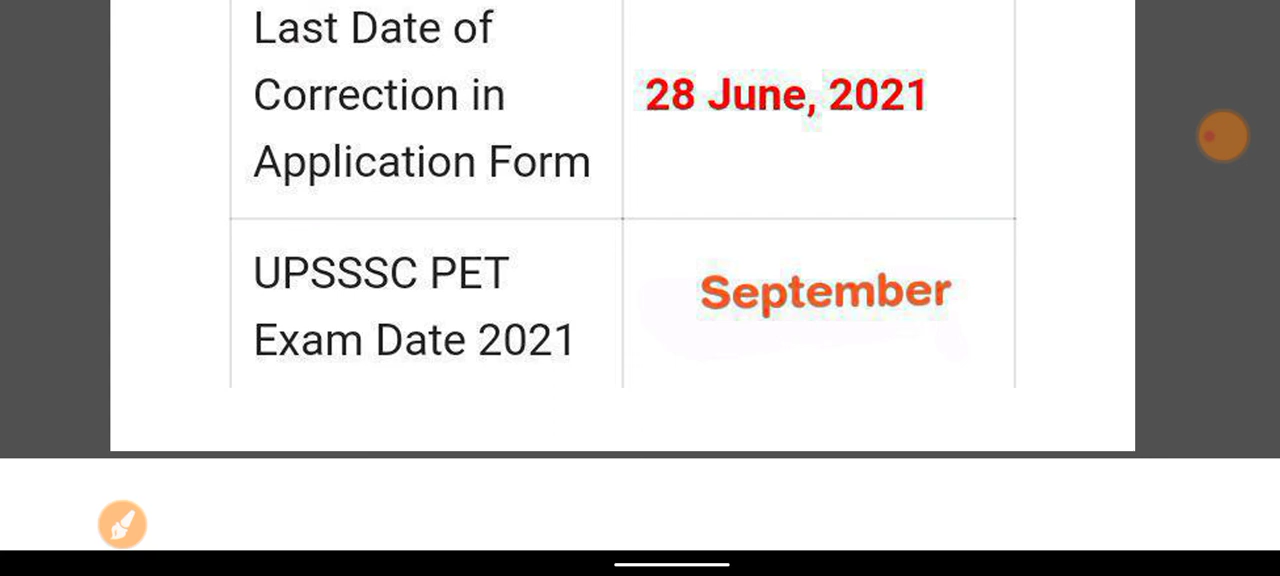 Last Date of
Correction in
Application Form
28 June, 2021
UPSSSC PET
Exam Date 2021
September